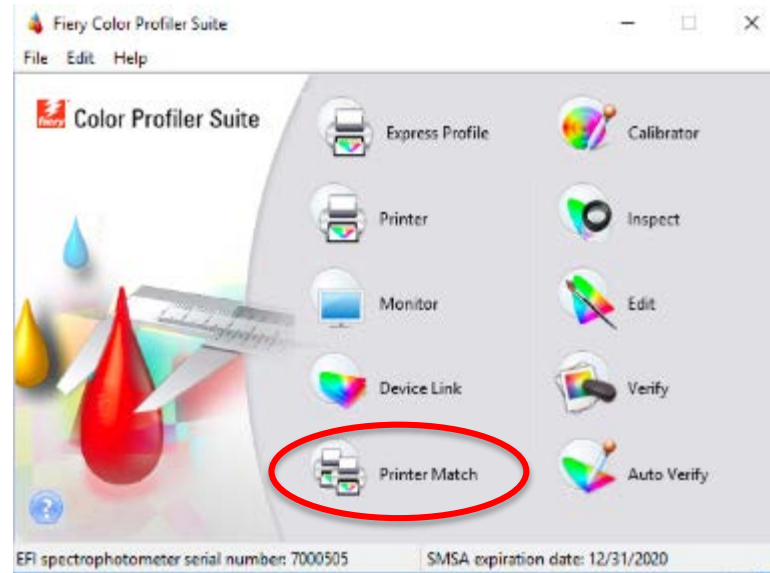 Fiery Color Profiler Suite
File Edit Help
fiery Color Profiler Suite
Express Profile
Calibrator
Printer
Inspect
Monitor
Edit
Device Link
Verify
Printer Match
Auto Verify
?
EFI spectrophotometer serial number: 7000505
SMSA expiration date: 12/31/2020